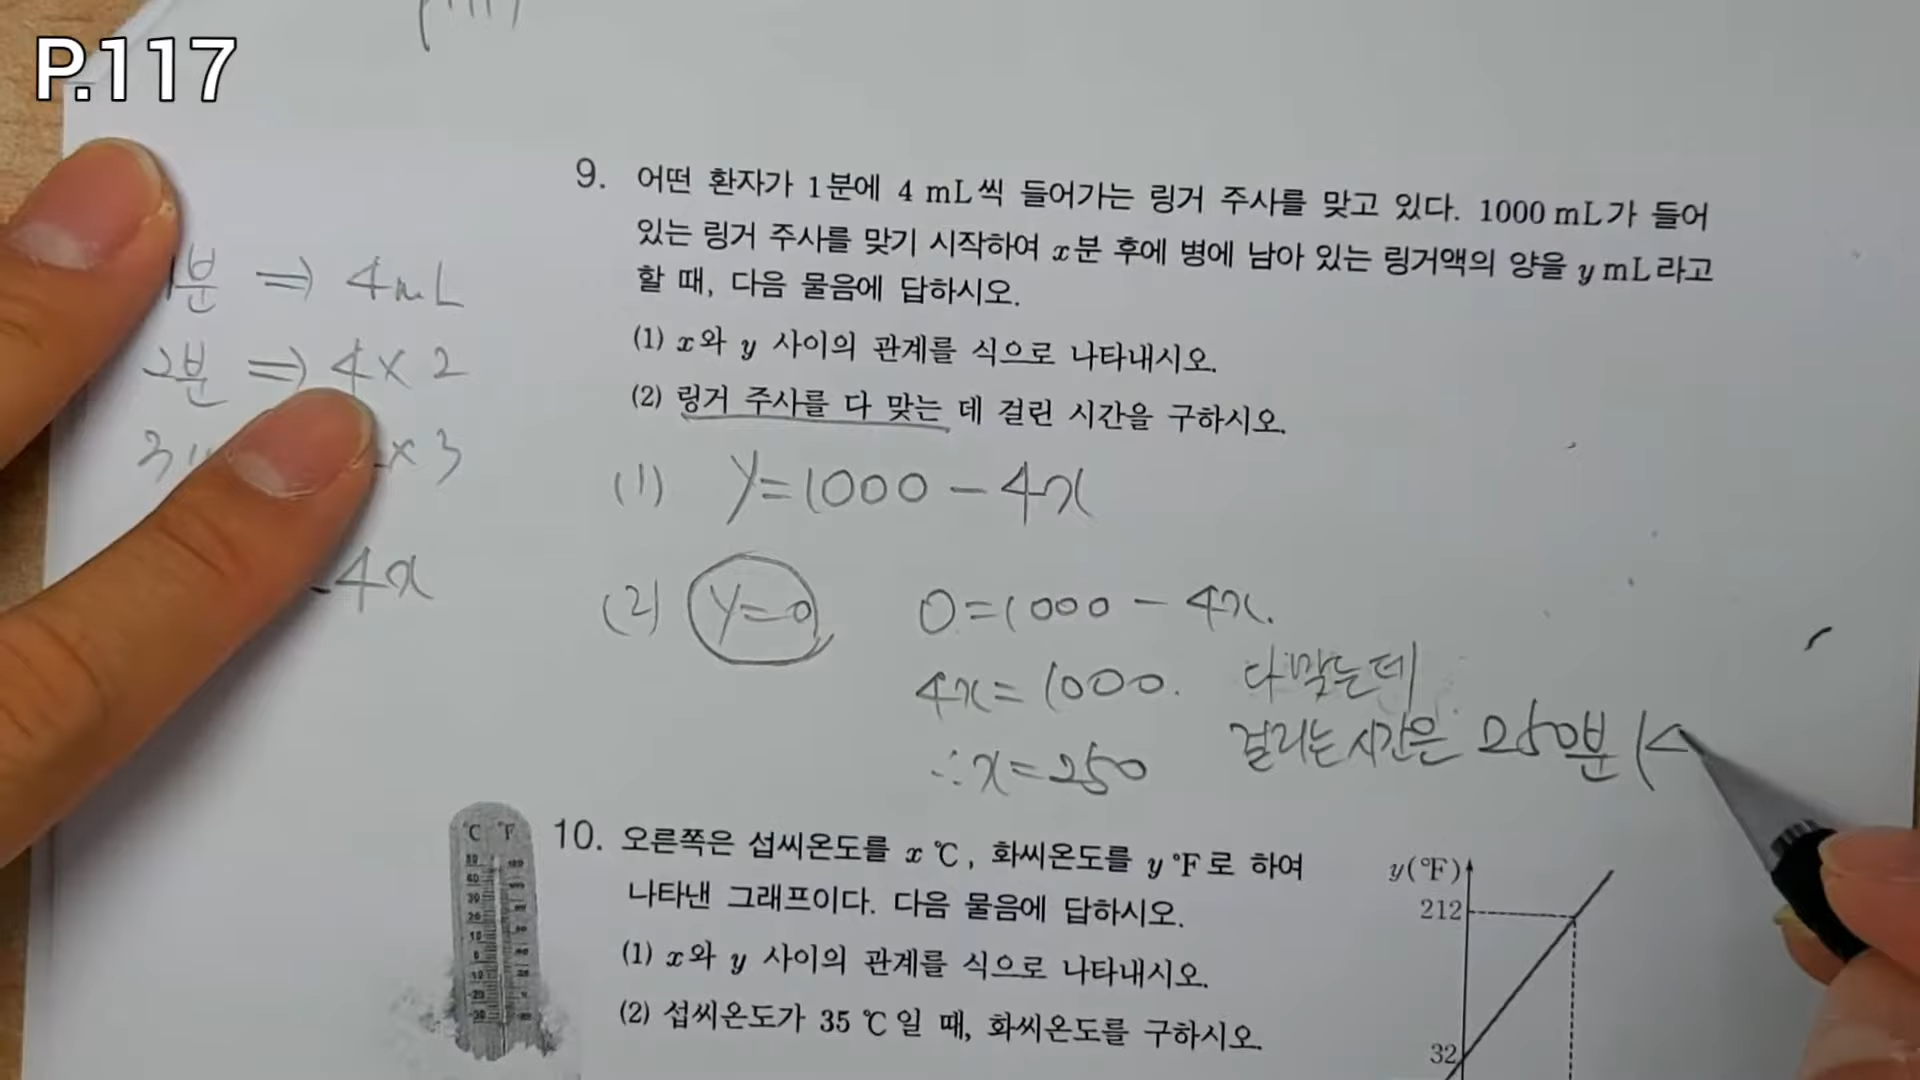 P.117
9. 어떤 환자가 1분에 4 mL씩 들어가는 링거 주사를 맞고 있다. 1000 mL가 들어
있는 링거 주사를 맞기 시작하여 x분 후에 병에 남아 있는 링거액의 양을 y mL라고
할 때, 다음 물음에 답하시오.
(1) x와 y 사이의 관계를 식으로 나타내시오.
(2) 링거 주사를 다 맞는 데 걸린 시간을 구하시오.
분 ⇒ 4mL
2분 ⇒ 4×2
3 ×3
-4x
(1) y=1000-4x
(2) y=0 0=1000-4x.
4x=1000. 다 맞는데
∴x=250 걸리는 시간은 250분 (4
10. 오른쪽은 섭씨온도를 x ℃, 화씨온도를 y ℉로 하여
나타낸 그래프이다. 다음 물음에 답하시오.
(1) x와 y 사이의 관계를 식으로 나타내시오.
(2) 섭씨온도가 35 ℃일 때, 화씨온도를 구하시오.
℃ ℉
y(℉)
212
32